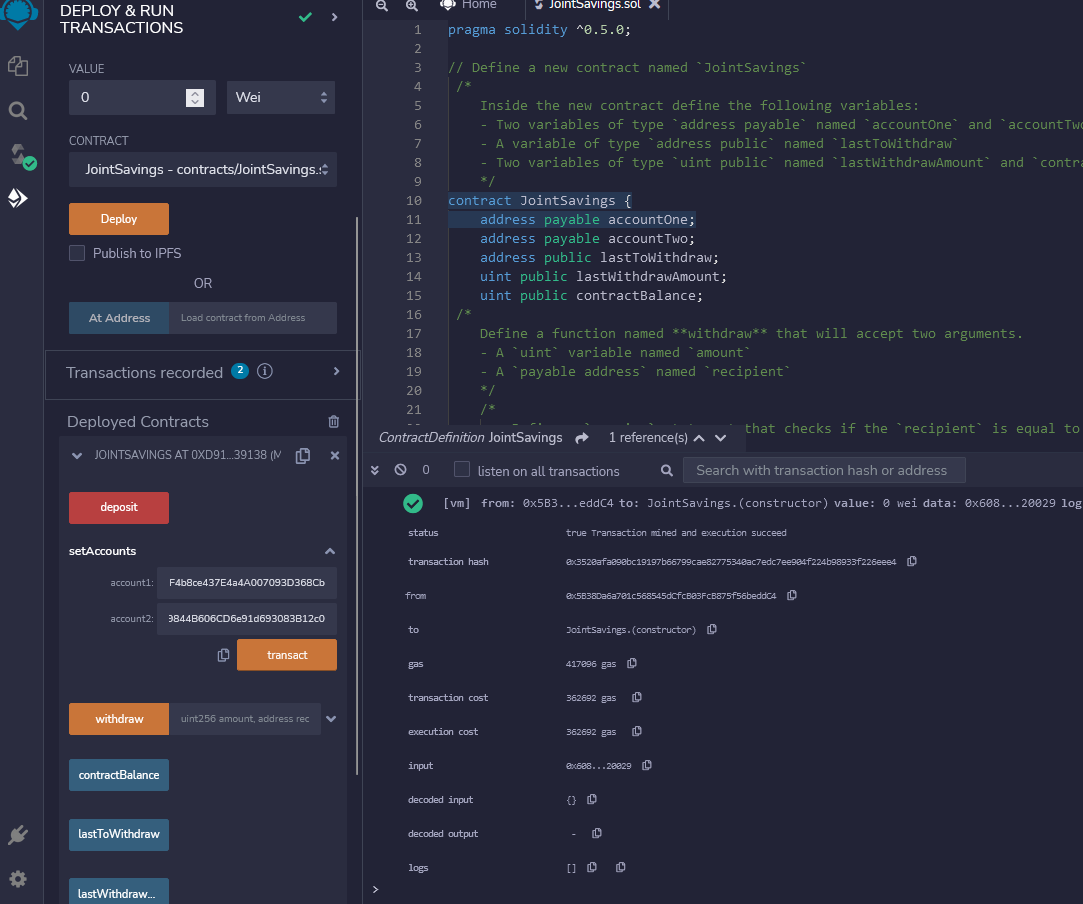 DEPLOY & RUN
TRANSACTIONS
VALUE
0
Wei
CONTRACT
JointSavings - contracts/JointSavings.s
Deploy
Publish to IPFS
OR
At Address
Load contract from Address
Transactions recorded 2
Deployed Contracts
JOINTSAVINGS AT 0XD91...39138 (M
deposit
setAccounts
account1: F4b8ce437E4a4A007093D368Cb
account2: 9844B606CD6e91d693083B12c0
transact
withdraw
uint256 amount, address rec
contractBalance
lastToWithdraw
lastWithdraw...
Home
JointSavings.sol
1 pragma solidity ^0.5.0;
2
3 // Define a new contract named `JointSavings`
4 /*
5 Inside the new contract define the following variables:
6 - Two variables of type `address payable` named `accountOne` and `accountTwo
7 - A variable of type `address public` named `lastToWithdraw`
8 - Two variables of type `uint public` named `lastWithdrawAmount` and `contra
9 */
10 contract JointSavings {
11 address payable accountOne;
12 address payable accountTwo;
13 address public lastToWithdraw;
14 uint public lastWithdrawAmount;
15 uint public contractBalance;
16 /*
17 Define a function named **withdraw** that will accept two arguments.
18 - A `uint` variable named `amount`
19 - A `payable address` named `recipient`
20 */
21 /*
that checks if the `recipient` is equal to
ContractDefinition JointSavings 1 reference(s)
0
listen on all transactions
Search with transaction hash or address
[vm] from: 0x5B3...eddC4 to: JointSavings.(constructor) value: 0 wei data: 0x608...20029 log
status true Transaction mined and execution succeed
transaction hash 0x3520afa090bc19197b66799cae82775340ac7edc7ee904f224b98933f226eee4
from 0x5B38Da6a701c568545dCfcB03FcB875f56beddC4
to JointSavings.(constructor)
gas 417096 gas
transaction cost 362692 gas
execution cost 362692 gas
input 0x608...20029
decoded input {}
decoded output -
logs []
>